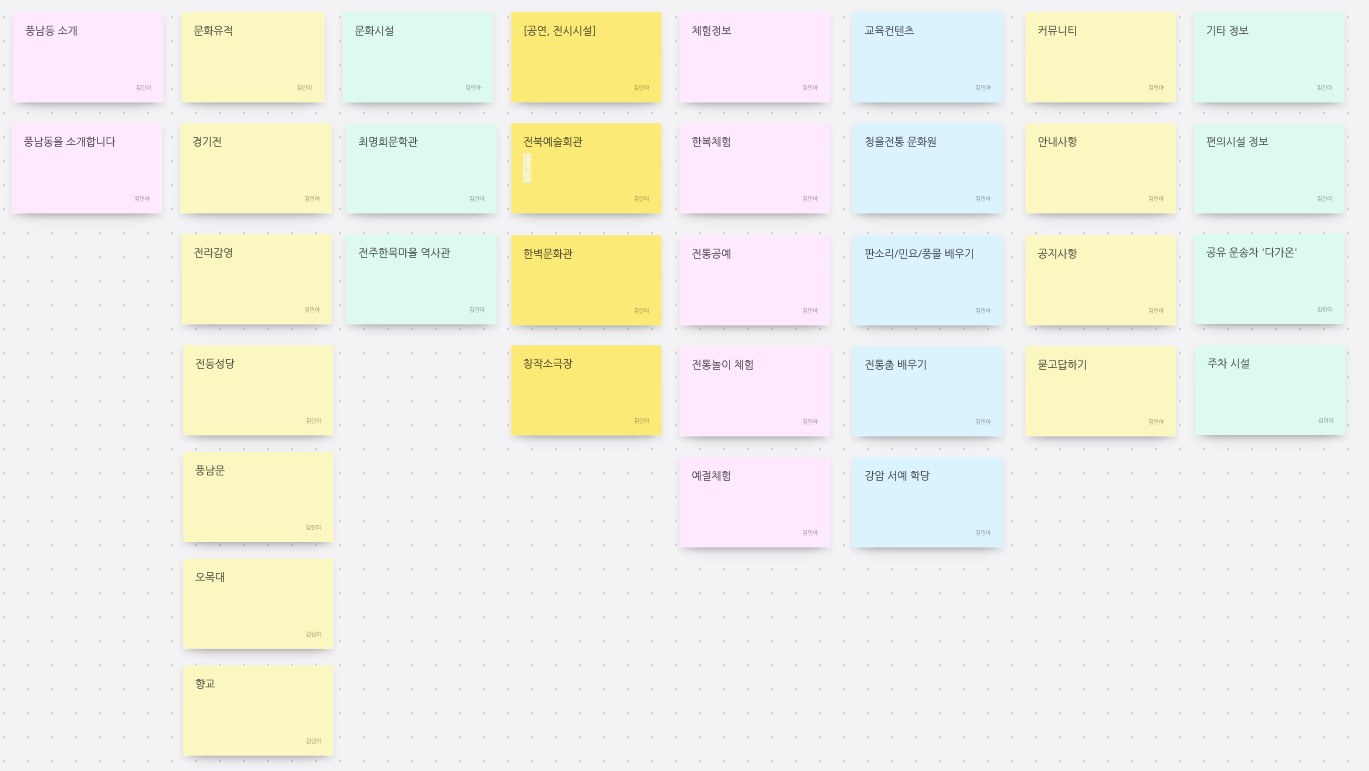 풍남동 소개
김민아
풍남동을 소개합니다
김민아
문화유적
김민아
경기전
김민아
전라감영
김민아
전동성당
김민아
풍남문
김민아
오목대
김민아
향교
김민아
문화시설
김민아
최명희문학관
김민아
전주한옥마을 역사관
김민아
[공연, 전시시설]
김민아
전북예술회관
김민아
한벽문화관
김민아
창작소극장
김민아
체험정보
김민아
한복체험
김민아
전통공예
김민아
전통놀이 체험
김민아
예절체험
김민아
교육컨텐츠
김민아
청을전통 문화원
김민아
판소리/민요/풍물 배우기
김민아
전통춤 배우기
김민아
강암 서예 학당
김민아
커뮤니티
김민아
안내사항
김민아
공지사항
김민아
묻고답하기
김민아
기타 정보
김민아
편의시설 정보
김민아
공유 운송차 '다가온'
김민아
주차 시설
김민아